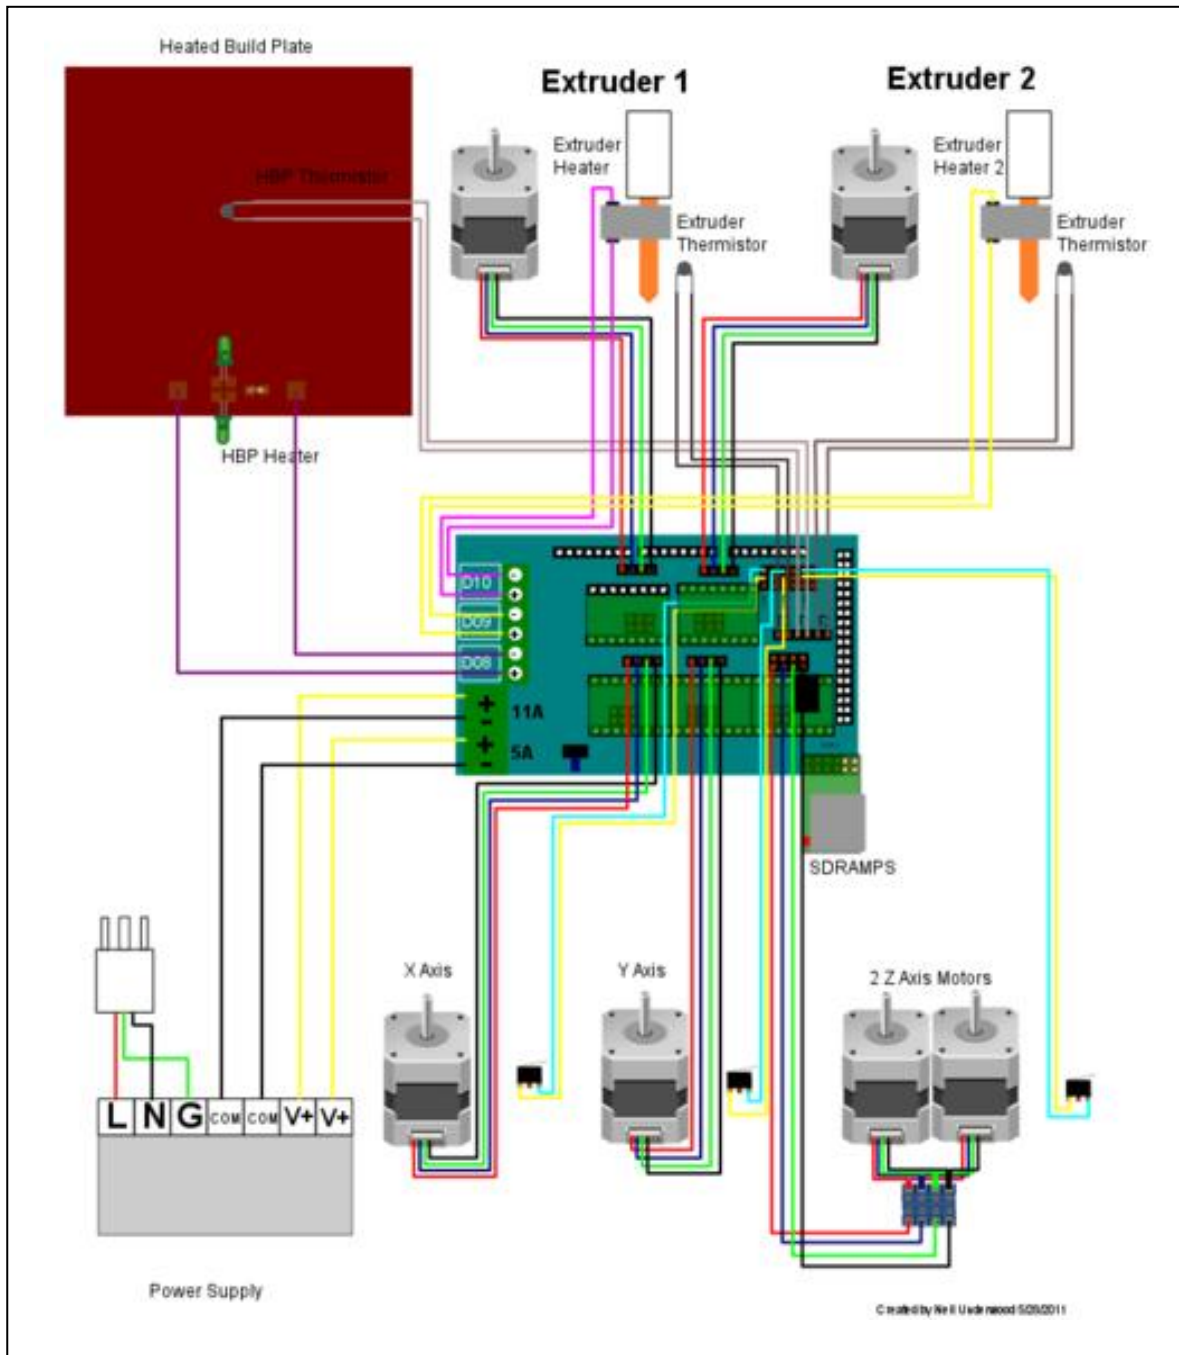 Heated Build Plate
Extruder 1
Extruder 2
Extruder
Heater
Extruder
Heater 2
HBP Thermistor
Extruder
Thermistor
Extruder
Thermistor
HBP Heater
D10
-
+
D09
-
+
D08
-
+
+
-
11A
+
-
5A
SDRAMPS
X Axis
Y Axis
2 Z Axis Motors
L N G COM COM V+ V+
Power Supply
Created by Neil Underwood 5/28/2011